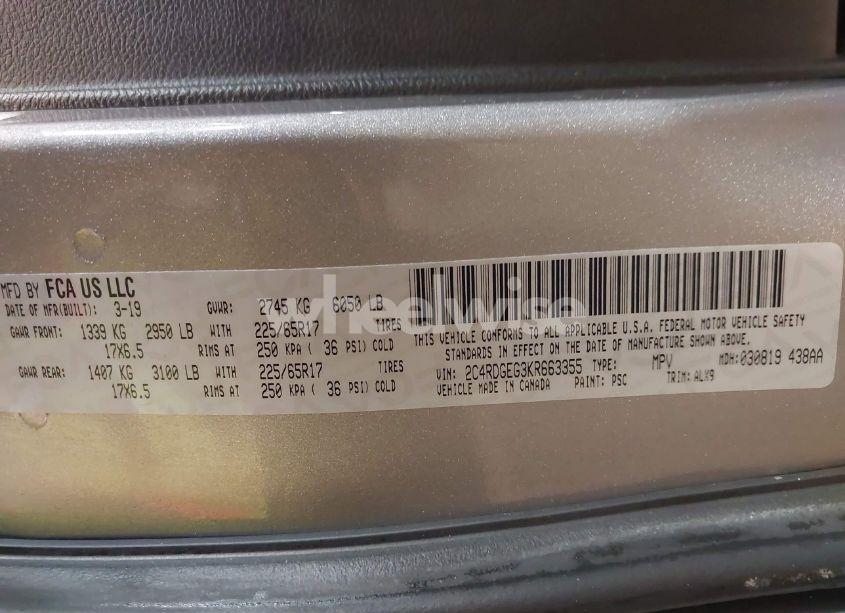 MFD BY FCA US LLC
DATE OF MFR(BUILT): 3-19 GVWR: 2745 KG 6050 LB
GAWR FRONT: 1339 KG 2950 LB WITH 225/65R17 TIRES
17X6.5 RIMS AT 250 KPA ( 36 PSI) COLD
GAWR REAR: 1407 KG 3100 LB WITH 225/65R17 TIRES
17X6.5 RIMS AT 250 KPA ( 36 PSI) COLD
THIS VEHICLE CONFORMS TO ALL APPLICABLE U.S.A. FEDERAL MOTOR VEHICLE SAFETY
STANDARDS IN EFFECT ON THE DATE OF MANUFACTURE SHOWN ABOVE.
VIN: 2C4RDGEG3KR663355 TYPE: MPV MDH: 030819 438AA
VEHICLE MADE IN CANADA PAINT: PSC TRIM: ALX9
wheelwise